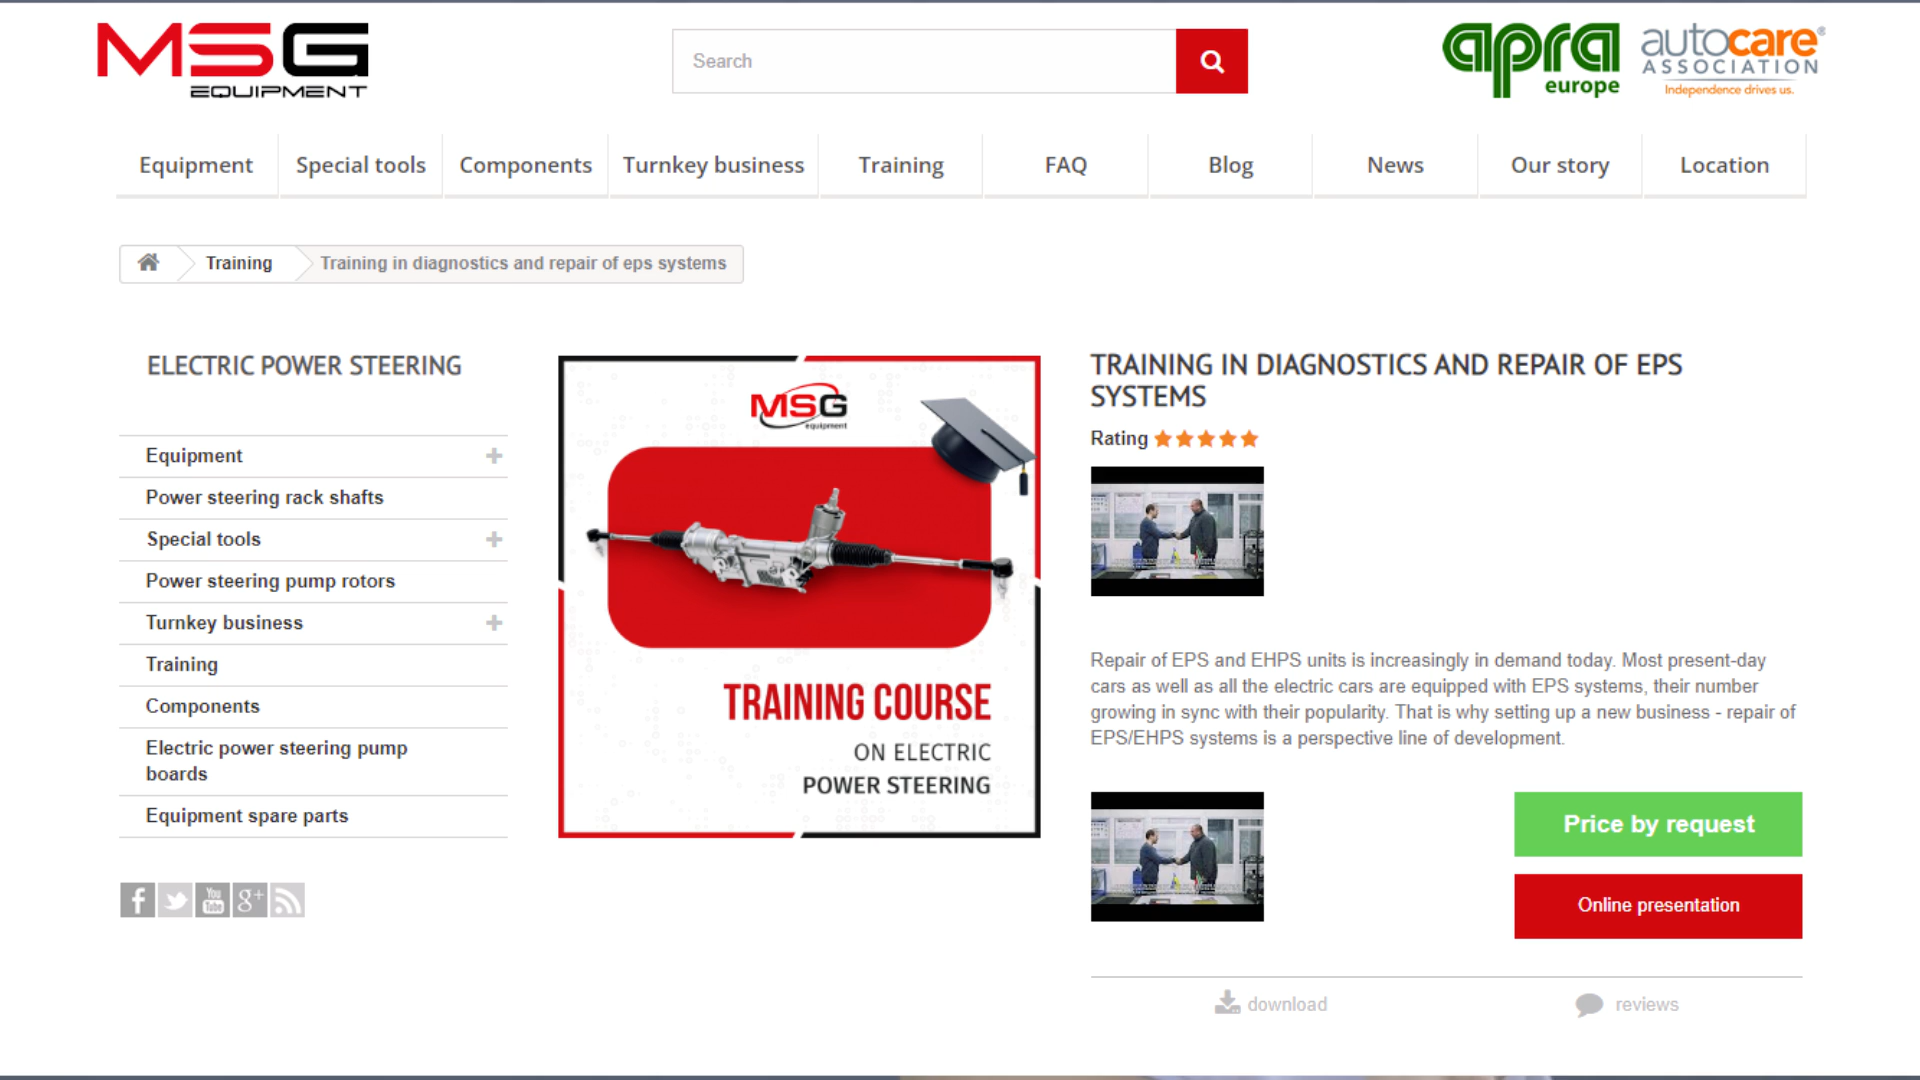 MSG
EQUIPMENT
Search
apra
europe
autocare®
ASSOCIATION
Independence drives us.
Equipment
Special tools
Components
Turnkey business
Training
FAQ
Blog
News
Our story
Location
Training
Training in diagnostics and repair of eps systems
ELECTRIC POWER STEERING
Equipment
Power steering rack shafts
Special tools
Power steering pump rotors
Turnkey business
Training
Components
Electric power steering pump
boards
Equipment spare parts
MSG
equipment
TRAINING COURSE
ON ELECTRIC
POWER STEERING
TRAINING IN DIAGNOSTICS AND REPAIR OF EPS
SYSTEMS
Rating
Repair of EPS and EHPS units is increasingly in demand today. Most present-day
cars as well as all the electric cars are equipped with EPS systems, their number
growing in sync with their popularity. That is why setting up a new business - repair of
EPS/EHPS systems is a perspective line of development.
Price by request
Online presentation
You
Tube
g+
download
reviews